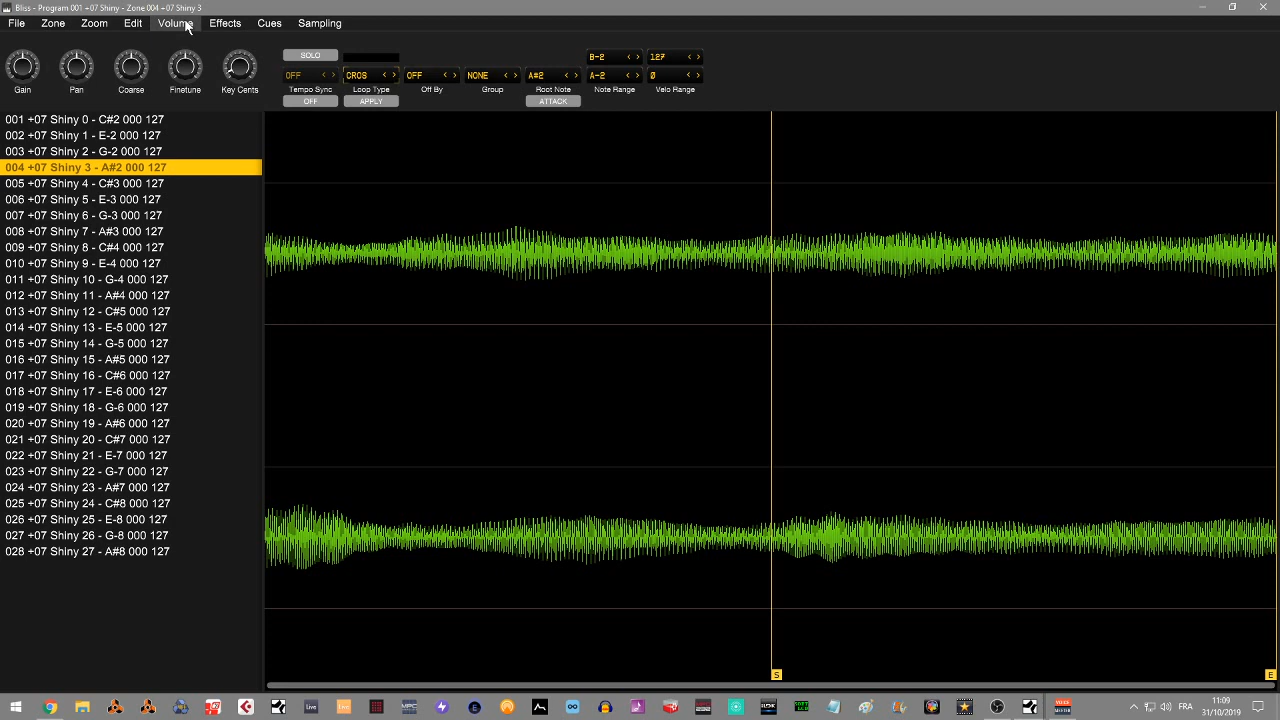 Bliss - Program 001 +07 Shiny - Zone 004 +07 Shiny 3
File Zone Zoom Edit Volume Effects Cues Sampling
SOLO
B-2 127
OFF CROS OFF NONE A#2 A-2 0
Gain Pan Coarse Finetune Key Cents Tempo Sync Loop Type Off By Group Root Note Note Range Velo Range
OFF APPLY ATTACK
001 +07 Shiny 0 - C#2 000 127
002 +07 Shiny 1 - E-2 000 127
003 +07 Shiny 2 - G-2 000 127
004 +07 Shiny 3 - A#2 000 127
005 +07 Shiny 4 - C#3 000 127
006 +07 Shiny 5 - E-3 000 127
007 +07 Shiny 6 - G-3 000 127
008 +07 Shiny 7 - A#3 000 127
009 +07 Shiny 8 - C#4 000 127
010 +07 Shiny 9 - E-4 000 127
011 +07 Shiny 10 - G-4 000 127
012 +07 Shiny 11 - A#4 000 127
013 +07 Shiny 12 - C#5 000 127
014 +07 Shiny 13 - E-5 000 127
015 +07 Shiny 14 - G-5 000 127
016 +07 Shiny 15 - A#5 000 127
017 +07 Shiny 16 - C#6 000 127
018 +07 Shiny 17 - E-6 000 127
019 +07 Shiny 18 - G-6 000 127
020 +07 Shiny 19 - A#6 000 127
021 +07 Shiny 20 - C#7 000 127
022 +07 Shiny 21 - E-7 000 127
023 +07 Shiny 22 - G-7 000 127
024 +07 Shiny 23 - A#7 000 127
025 +07 Shiny 24 - C#8 000 127
026 +07 Shiny 25 - E-8 000 127
027 +07 Shiny 26 - G-8 000 127
028 +07 Shiny 27 - A#8 000 127
S E
Live Live MPC
FRA
11:09
31/10/2019